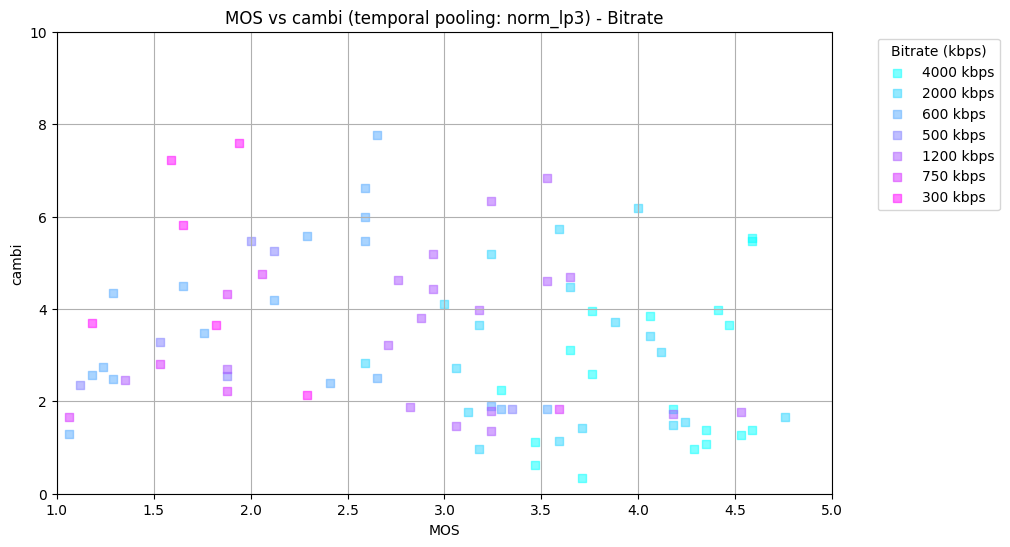 MOS vs cambi (temporal pooling: norm_lp3) - Bitrate
10
8
6
4
2
0
cambi
1.0 1.5 2.0 2.5 3.0 3.5 4.0 4.5 5.0
MOS
Bitrate (kbps)
4000 kbps
2000 kbps
600 kbps
500 kbps
1200 kbps
750 kbps
300 kbps